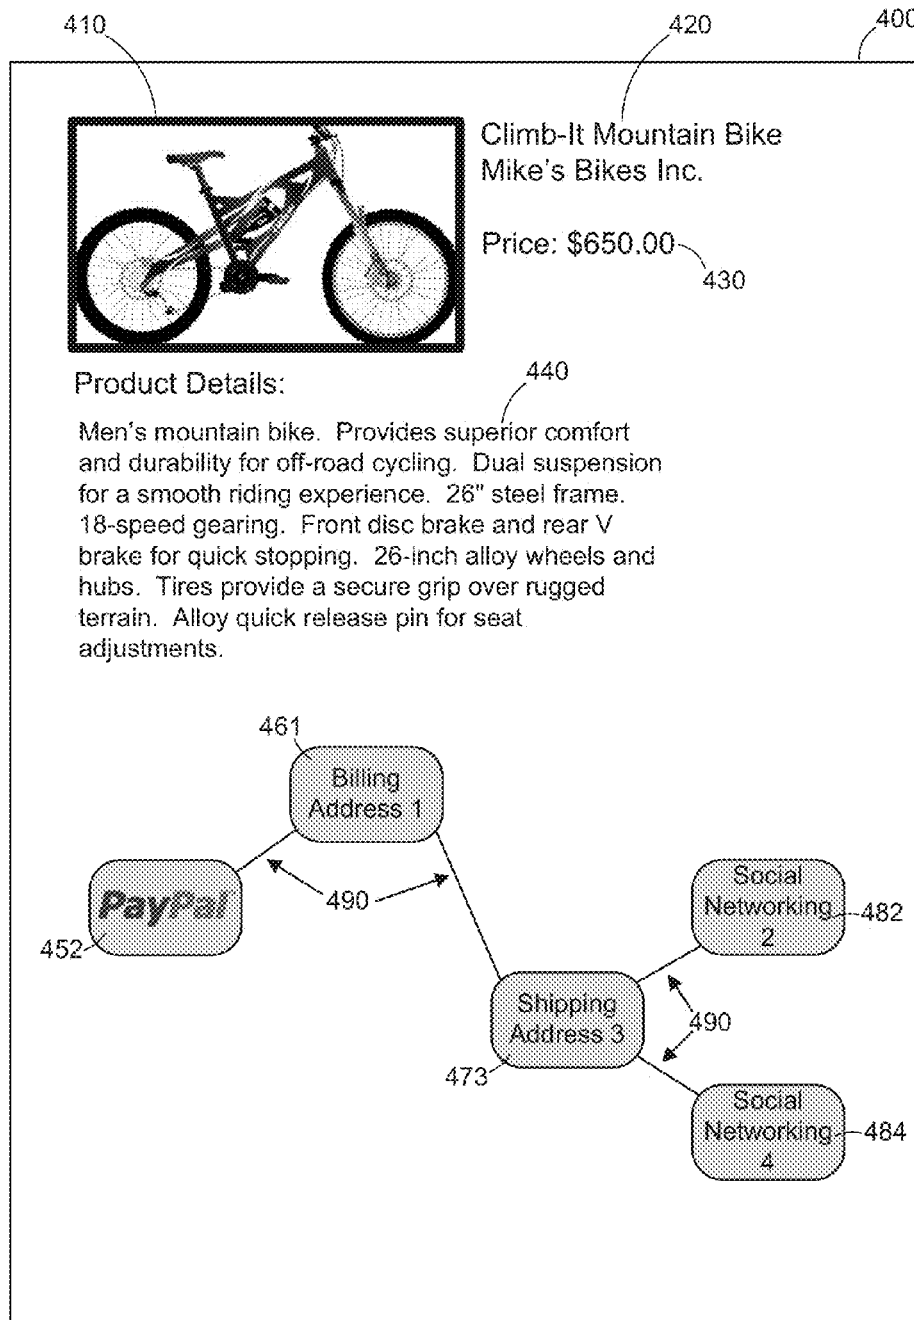 410
420
400
Climb-It Mountain Bike
Mike's Bikes Inc.
Price: $650.00
430
Product Details:
440
Men's mountain bike. Provides superior comfort
and durability for off-road cycling. Dual suspension
for a smooth riding experience. 26" steel frame.
18-speed gearing. Front disc brake and rear V
brake for quick stopping. 26-inch alloy wheels and
hubs. Tires provide a secure grip over rugged
terrain. Alloy quick release pin for seat
adjustments.
461
Billing
Address 1
PayPal
452
490
Social
Networking
2
482
Shipping
Address 3
473
490
Social
Networking
4
484